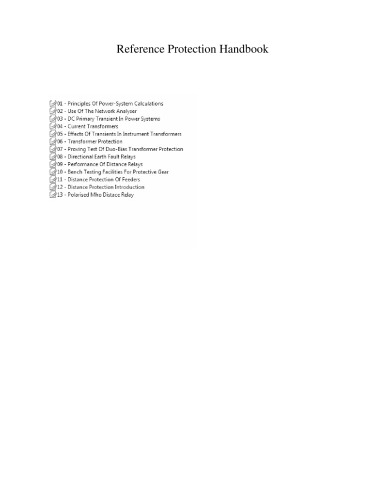 Reference Protection Handbook
01 - Principles Of Power-System Calculations
02 - Use Of The Network Analyser
03 - DC Primary Transient In Power Systems
04 - Current Transformers
05 - Effects Of Transients In Instrument Transformers
06 - Transformer Protection
07 - Proving Test Of Duo-Bias Transformer Protection
08 - Directional Earth Fault Relays
09 - Performance Of Distance Relays
10 - Bench Testing Facilities For Protective Gear
11 - Distance Protection Of Feeders
12 - Distance Protection Introduction
13 - Polarised Mho Distace Relay